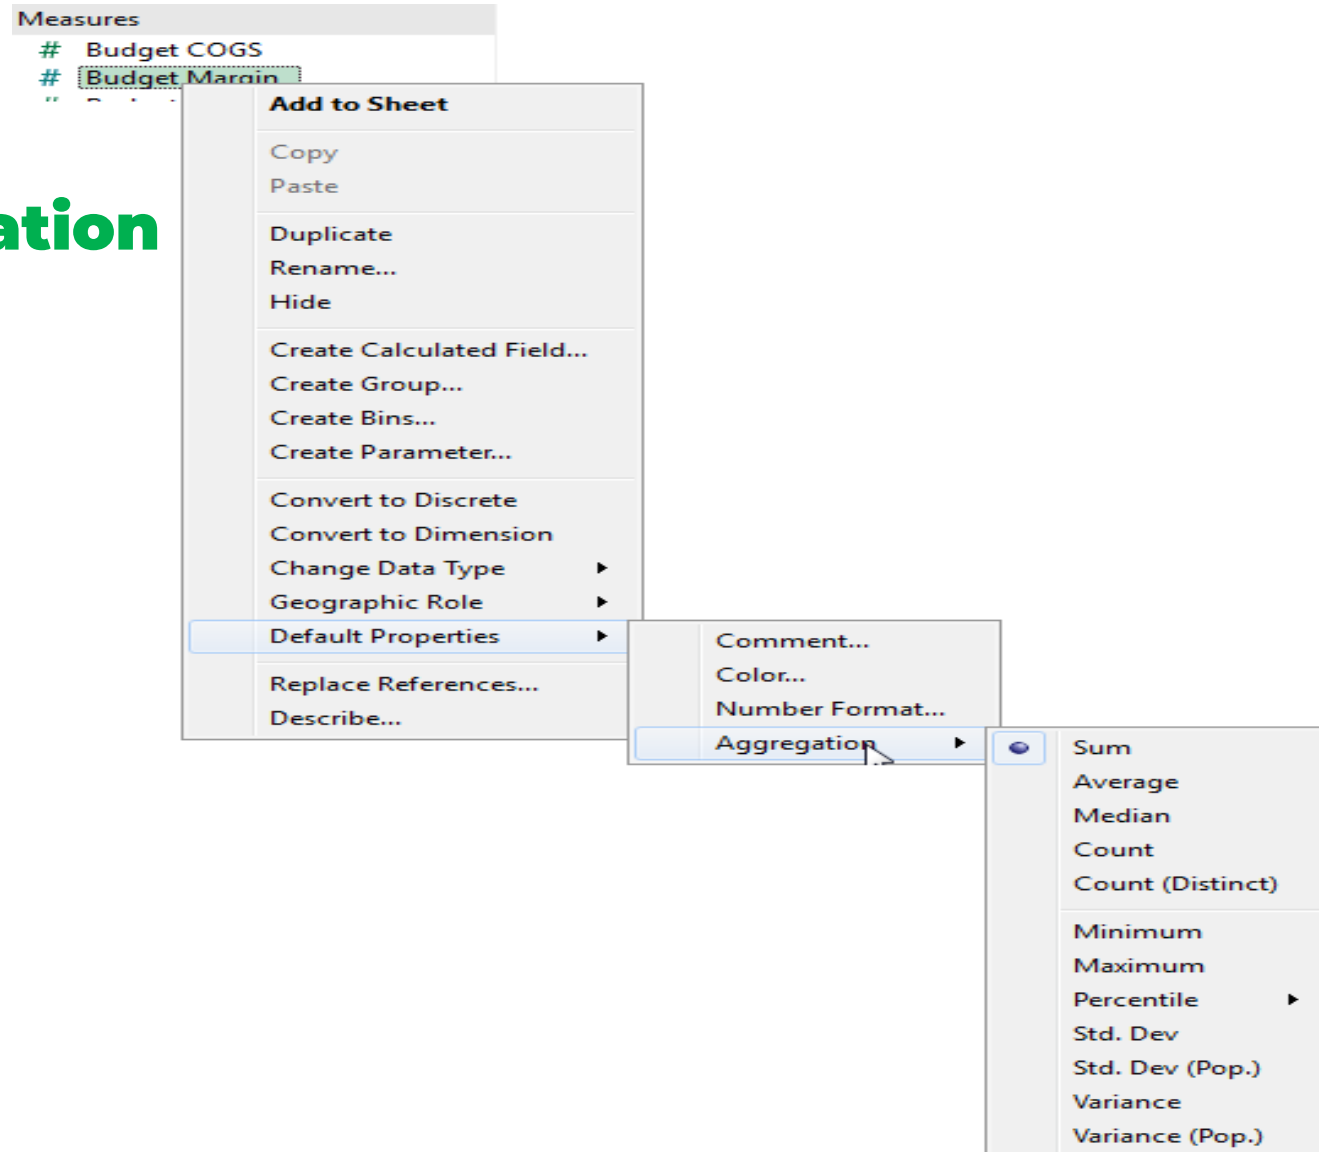 Measures
# Budget COGS
# Budget Margin
ation
Add to Sheet
Copy
Paste
Duplicate
Rename...
Hide
Create Calculated Field...
Create Group...
Create Bins...
Create Parameter...
Convert to Discrete
Convert to Dimension
Change Data Type
Geographic Role
Default Properties
Replace References...
Describe...
Comment...
Color...
Number Format...
Aggregation
Sum
Average
Median
Count
Count (Distinct)
Minimum
Maximum
Percentile
Std. Dev
Std. Dev (Pop.)
Variance
Variance (Pop.)